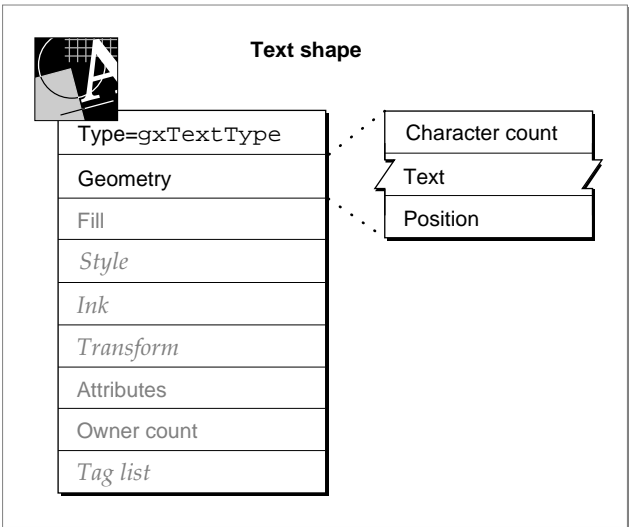 Text shape
Type=gxTextType
Geometry
Fill
Style
Ink
Transform
Attributes
Owner count
Tag list
Character count
Text
Position